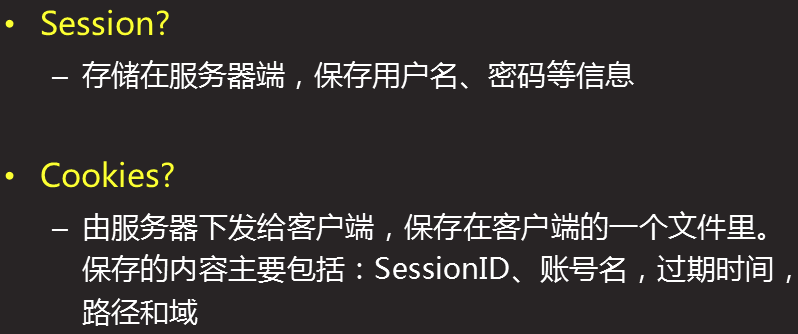 • Session?
– 存储在服务器端，保存用户名、密码等信息
• Cookies?
– 由服务器下发给客户端，保存在客户端的一个文件里。
保存的内容主要包括：SessionID、账号名，过期时间，
路径和域